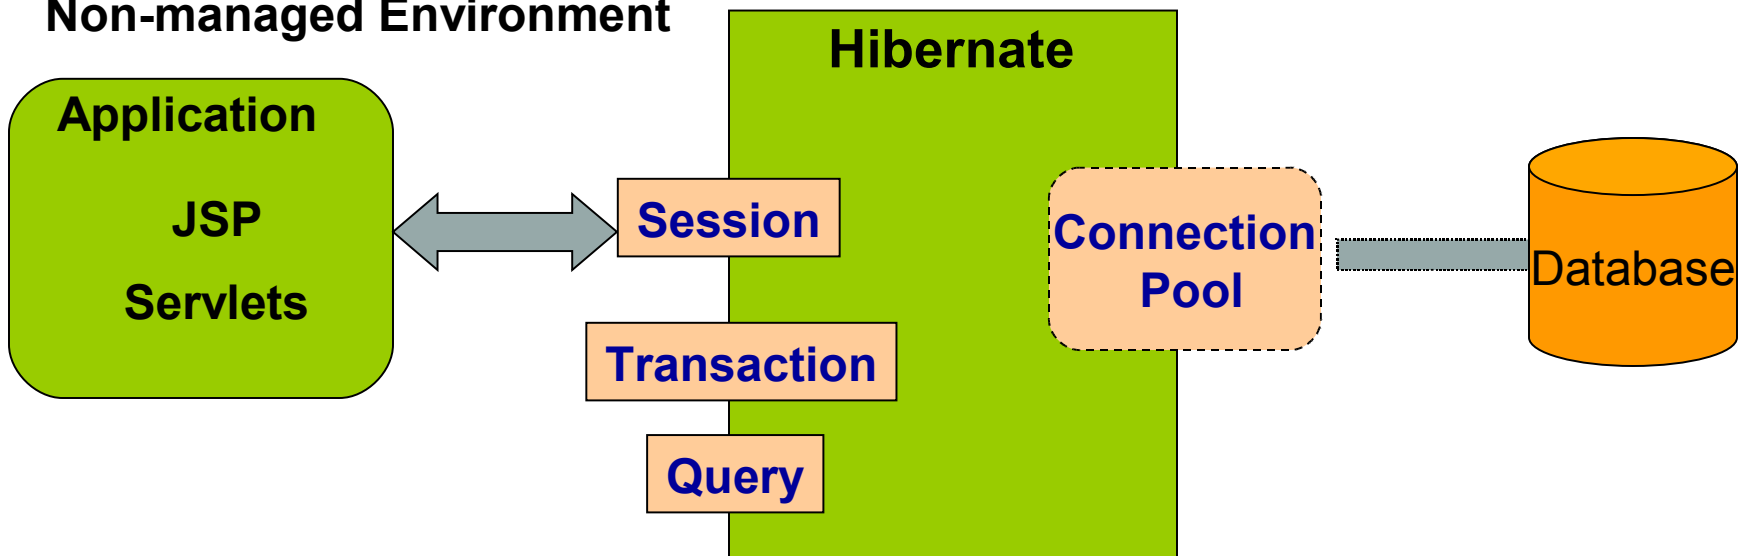 Non-managed Environment
Hibernate
Application
JSP
Servlets
Session
Transaction
Query
Connection
Pool
Database